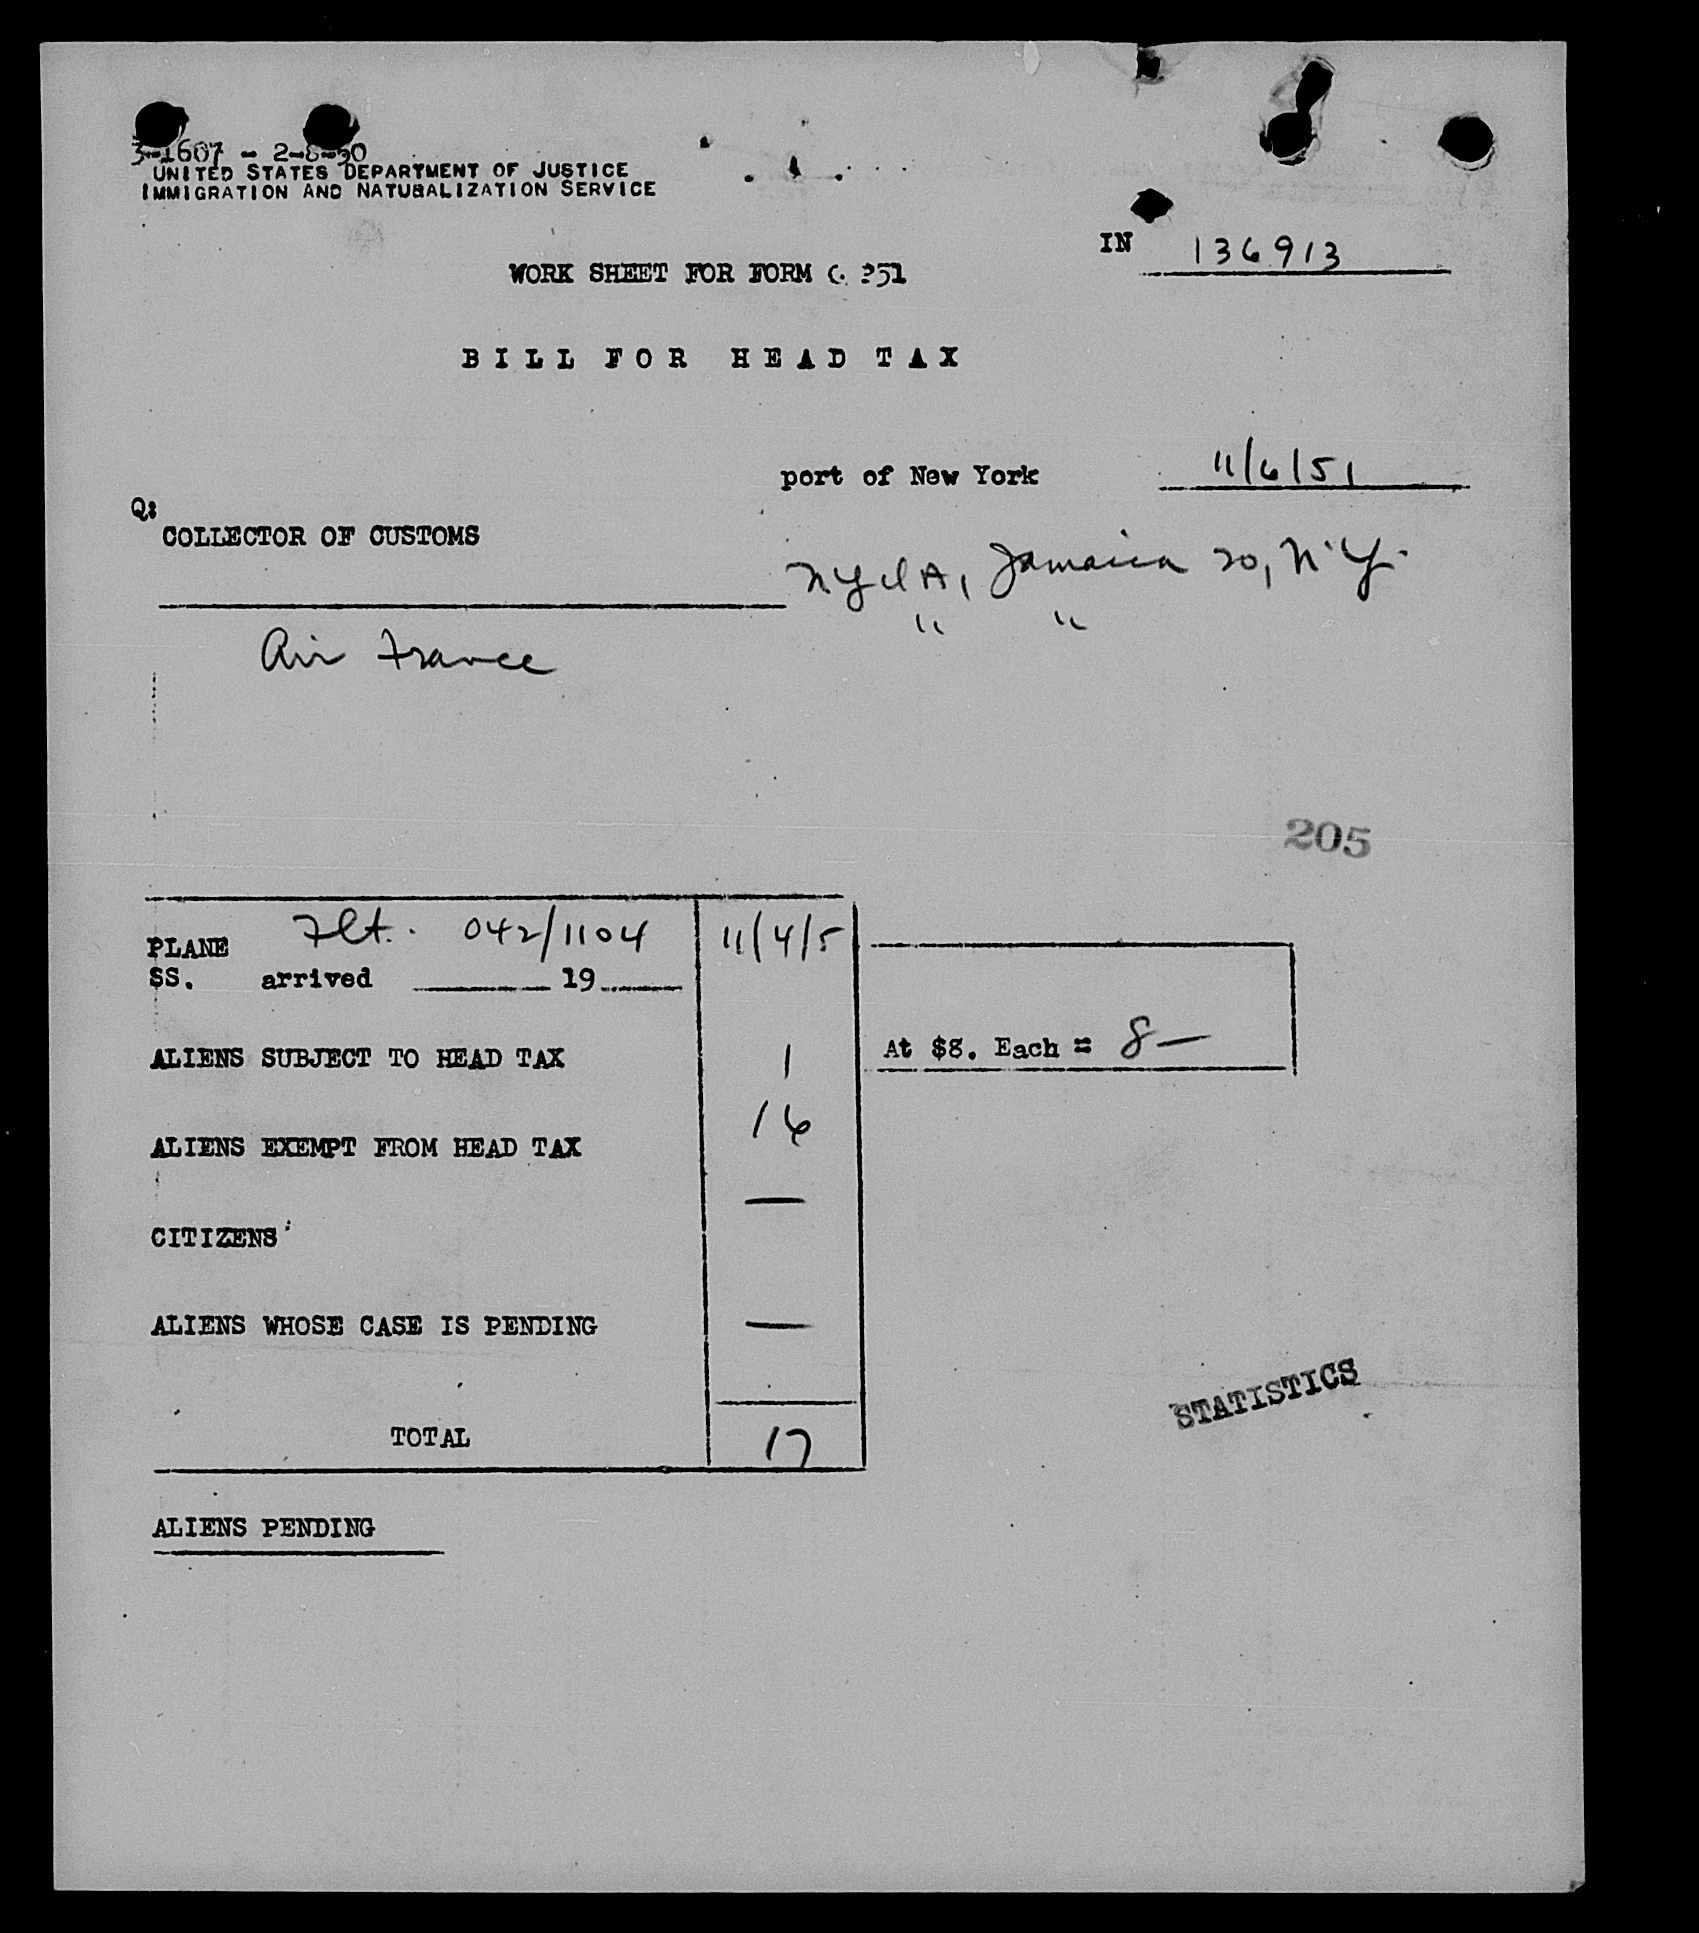 3-1607 - 2-8-50
UNITED STATES DEPARTMENT OF JUSTICE
IMMIGRATION AND NATURALIZATION SERVICE
IN 136913
WORK SHEET FOR FORM 251
BILL FOR HEAD TAX
port of New York 11/6/51
Q:
COLLECTOR OF CUSTOMS
NYIA, Jamaica 20, N.Y.
" "
Air France
205
PLANE Flt. 042/1104 11/4/5
SS. arrived 19
ALIENS SUBJECT TO HEAD TAX 1 At $8. Each = 8—
ALIENS EXEMPT FROM HEAD TAX 16
CITIZENS —
ALIENS WHOSE CASE IS PENDING —
STATISTICS
TOTAL 17
ALIENS PENDING